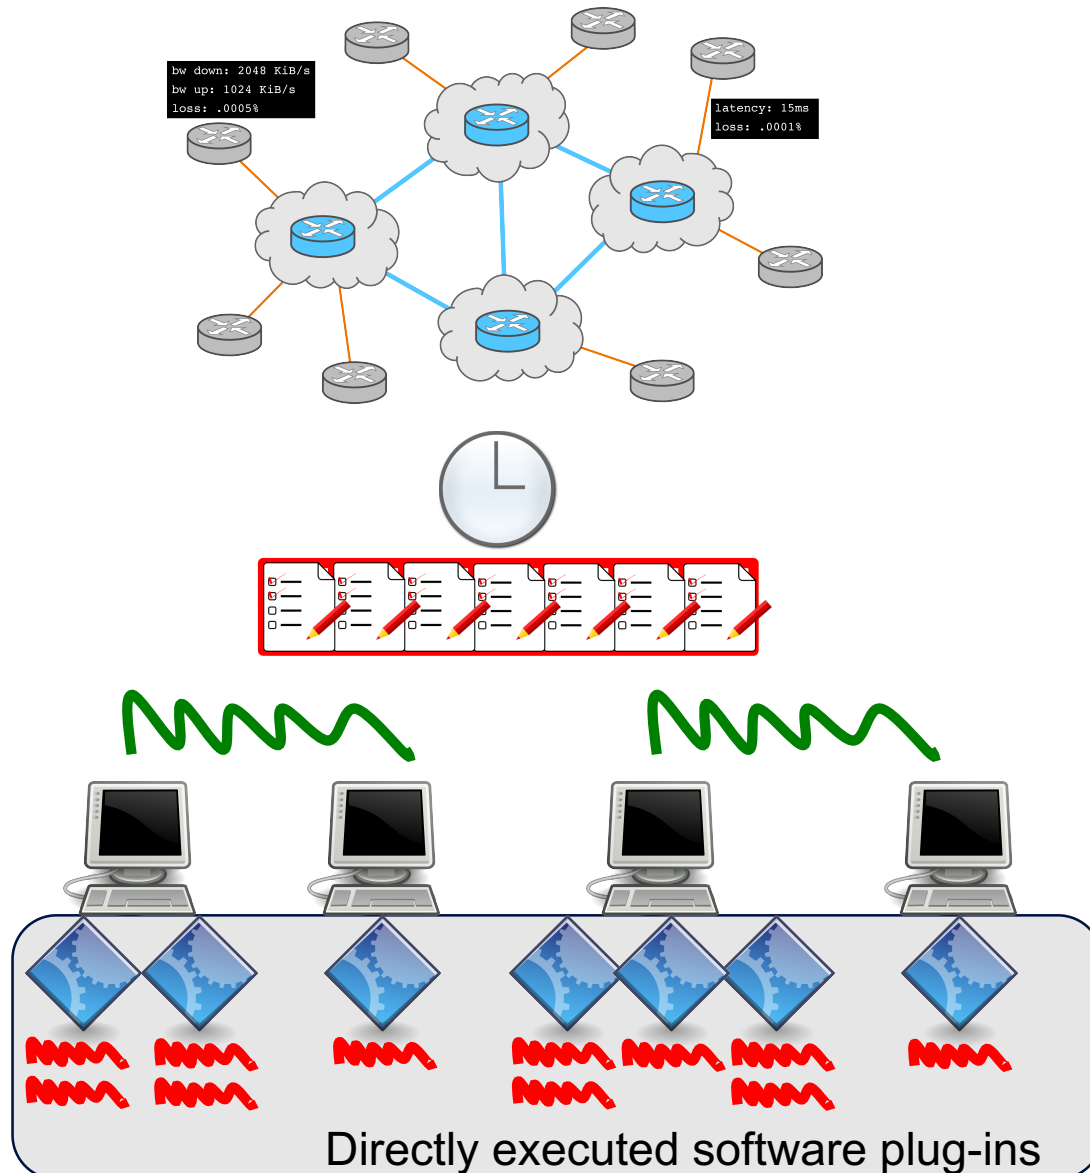 bw down: 2048 KiB/s
bw up: 1024 KiB/s
loss: .0005%
latency: 15ms
loss: .0001%
Directly executed software plug-ins